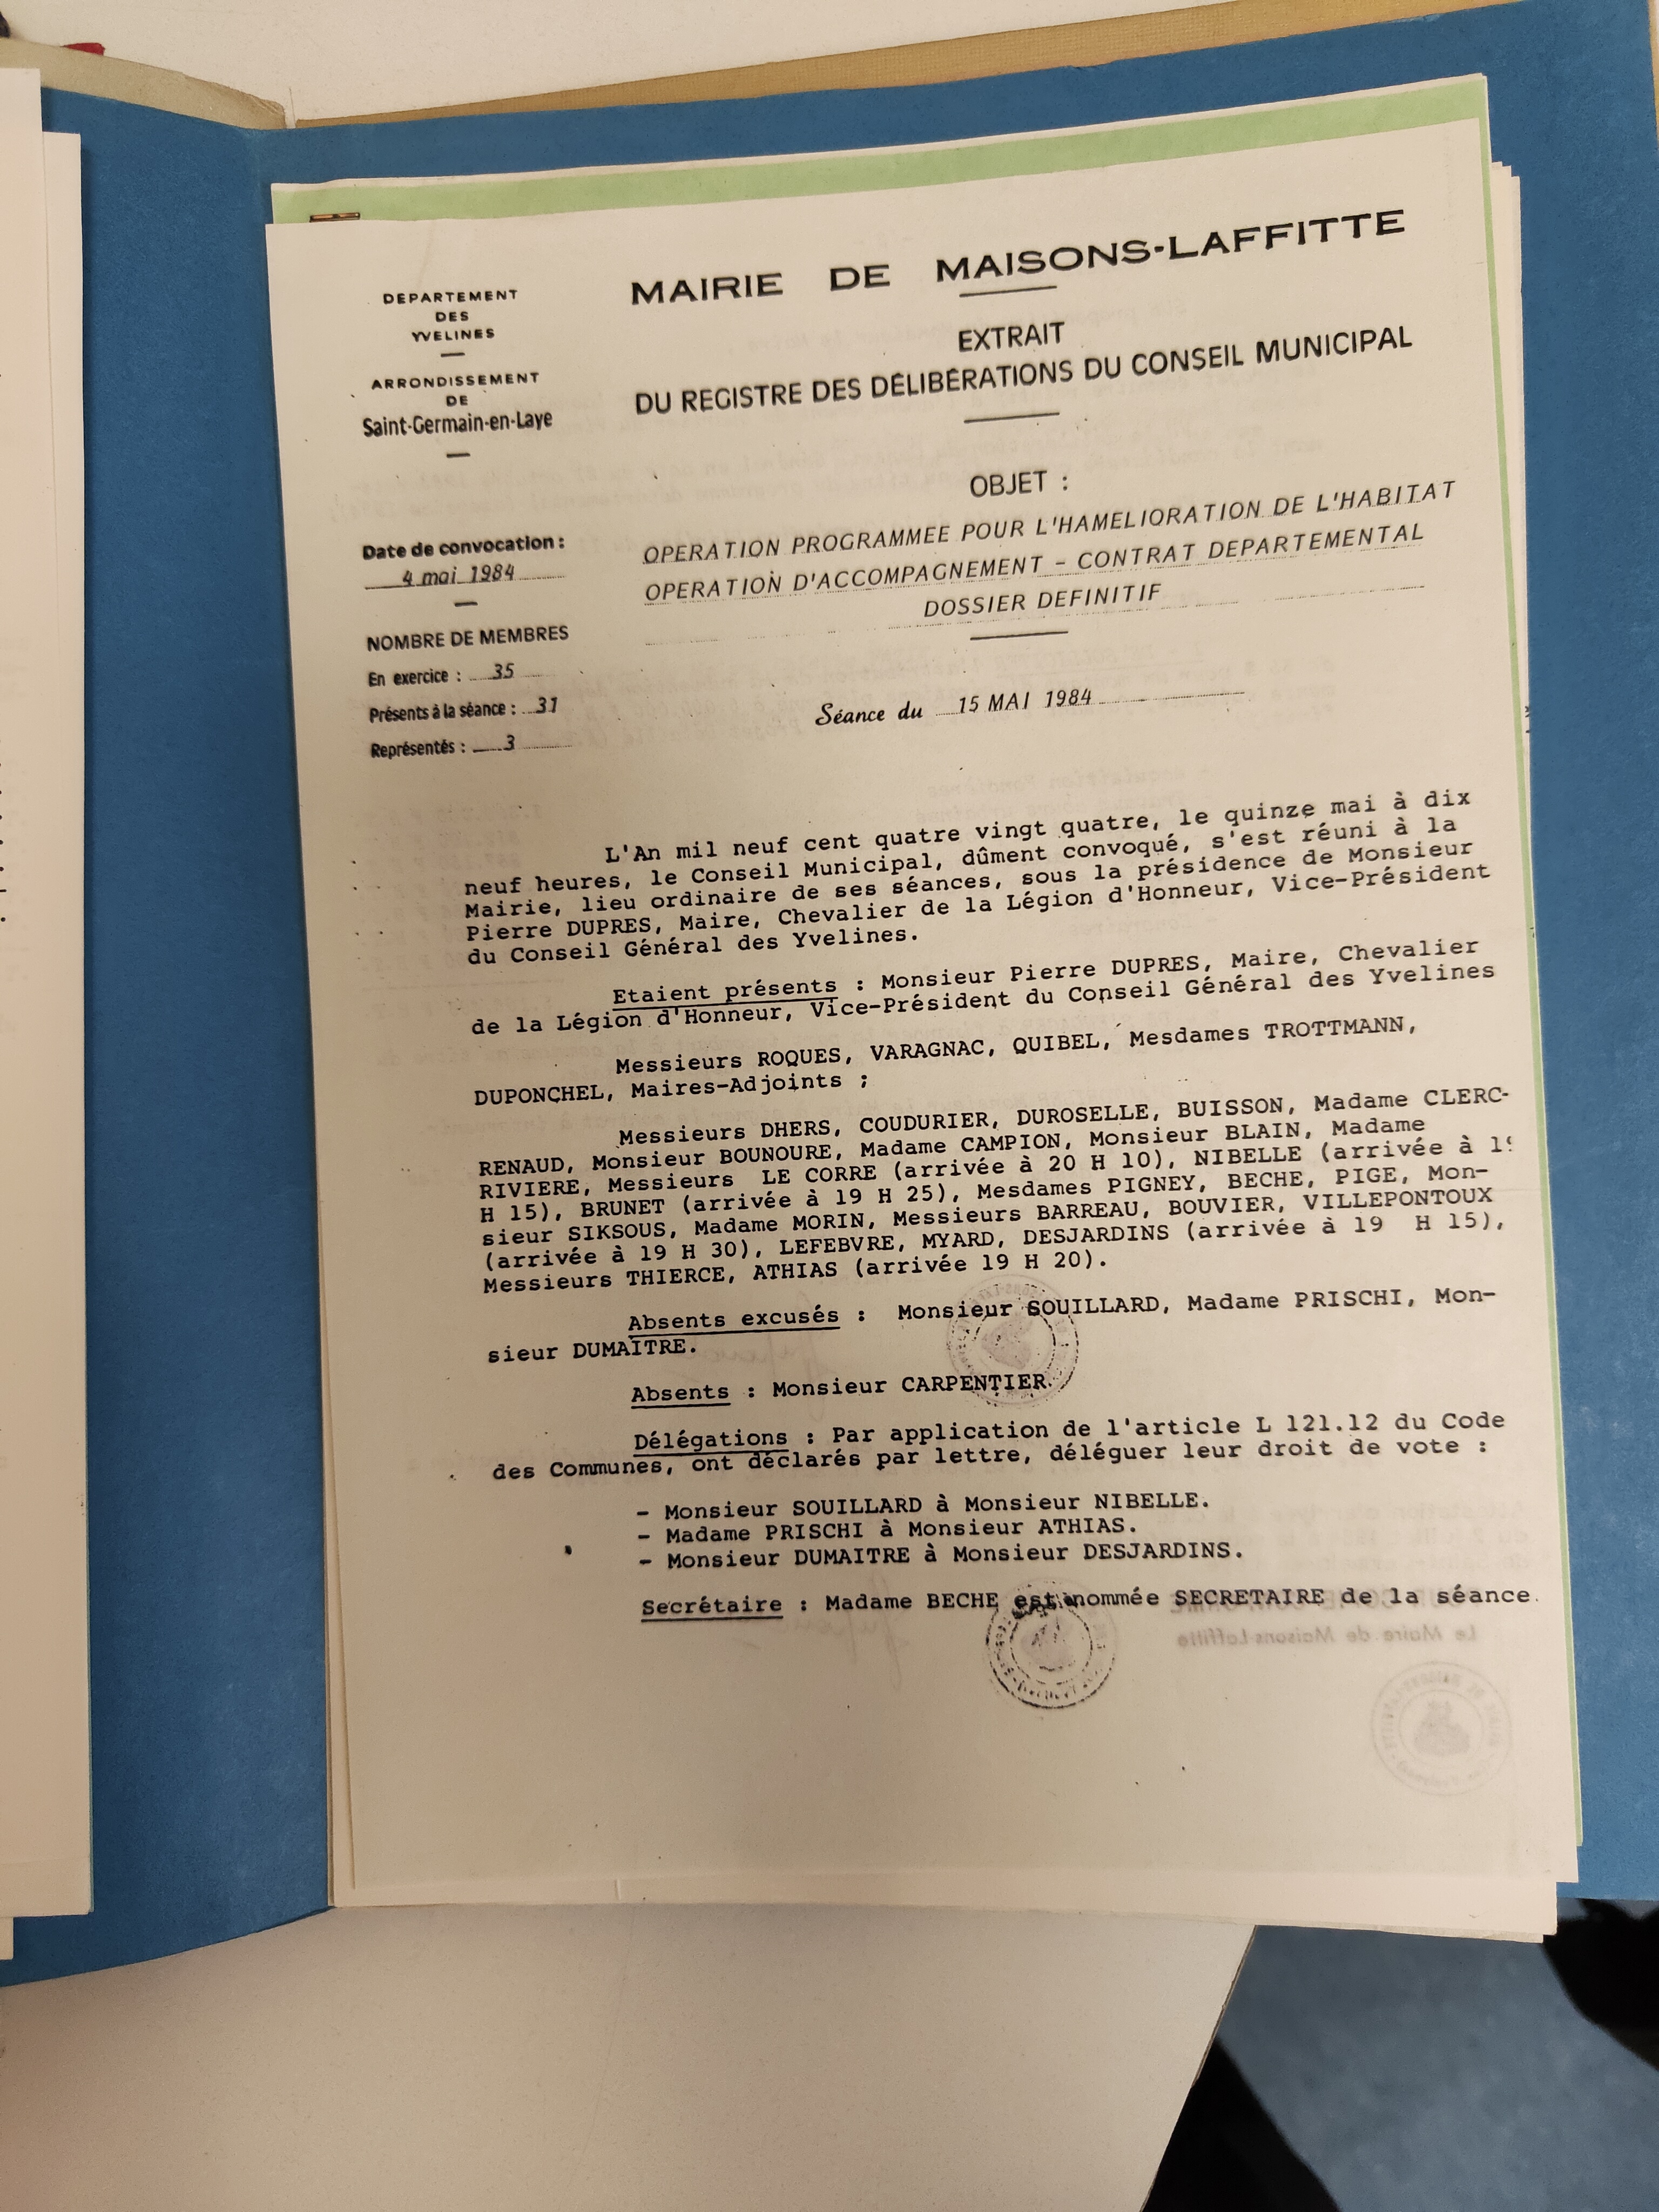 MAIRIE DE MAISONS-LAFFITTE
DEPARTEMENT
DES
YVELINES
ARRONDISSEMENT
DE
Saint-Germain-en-Laye
EXTRAIT
DU REGISTRE DES DÉLIBÉRATIONS DU CONSEIL MUNICIPAL
OBJET :
OPERATION PROGRAMMEE POUR L'HAMELIORATION DE L'HABITAT
OPERATION D'ACCOMPAGNEMENT - CONTRAT DEPARTEMENTAL
DOSSIER DEFINITIF
Date de convocation :
4 mai 1984
NOMBRE DE MEMBRES
En exercice : 35
Présents à la séance : 31
Représentés : 3
Séance du 15 MAI 1984
L'An mil neuf cent quatre vingt quatre, le quinze mai à dix
neuf heures, le Conseil Municipal, dûment convoqué, s'est réuni à la
Mairie, lieu ordinaire de ses séances, sous la présidence de Monsieur
Pierre DUPRES, Maire, Chevalier de la Légion d'Honneur, Vice-Président
du Conseil Général des Yvelines.
Etaient présents : Monsieur Pierre DUPRES, Maire, Chevalier
de la Légion d'Honneur, Vice-Président du Conseil Général des Yvelines
Messieurs ROQUES, VARAGNAC, QUIBEL, Mesdames TROTTMANN,
DUPONCHEL, Maires-Adjoints ;
Messieurs DHERS, COUDURIER, DUROSELLE, BUISSON, Madame CLERC-
RENAUD, Monsieur BOUNOURE, Madame CAMPION, Monsieur BLAIN, Madame
RIVIERE, Messieurs LE CORRE (arrivée à 20 H 10), NIBELLE (arrivée à 19
H 15), BRUNET (arrivée à 19 H 25), Mesdames PIGNEY, BECHE, PIGE, Mon-
sieur SIKSOUS, Madame MORIN, Messieurs BARREAU, BOUVIER, VILLEPONTOUX
(arrivée à 19 H 30), LEFEBVRE, MYARD, DESJARDINS (arrivée à 19 H 15),
Messieurs THIERCE, ATHIAS (arrivée 19 H 20).
Absents excusés : Monsieur SOUILLARD, Madame PRISCHI, Mon-
sieur DUMAÎTRE.
Absents : Monsieur CARPENTIER.
Délégations : Par application de l'article L 121.12 du Code
des Communes, ont déclarés par lettre, déléguer leur droit de vote :
- Monsieur SOUILLARD à Monsieur NIBELLE.
- Madame PRISCHI à Monsieur ATHIAS.
- Monsieur DUMAITRE à Monsieur DESJARDINS.
Secrétaire : Madame BECHE est nommée SECRETAIRE de la séance.
Le Maire de Maisons-Laffitte